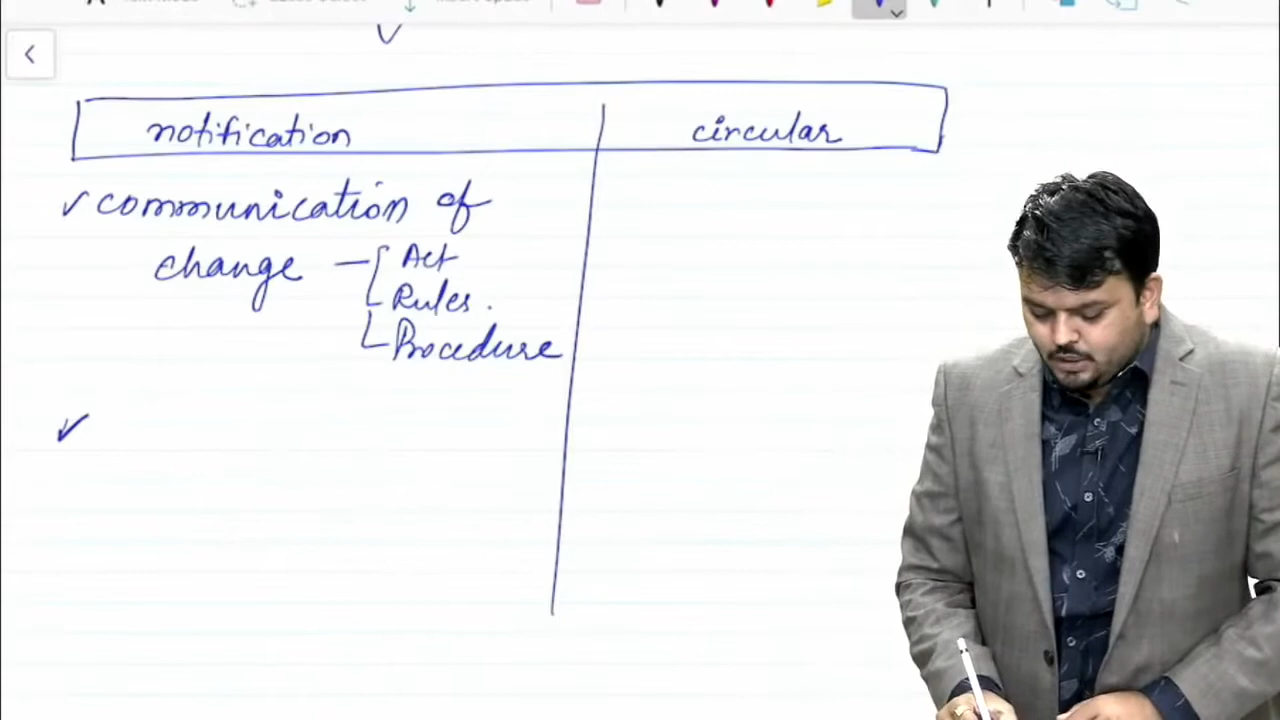 notification
circular
✓ communication of
change — Act
Rules.
Procedure
✓